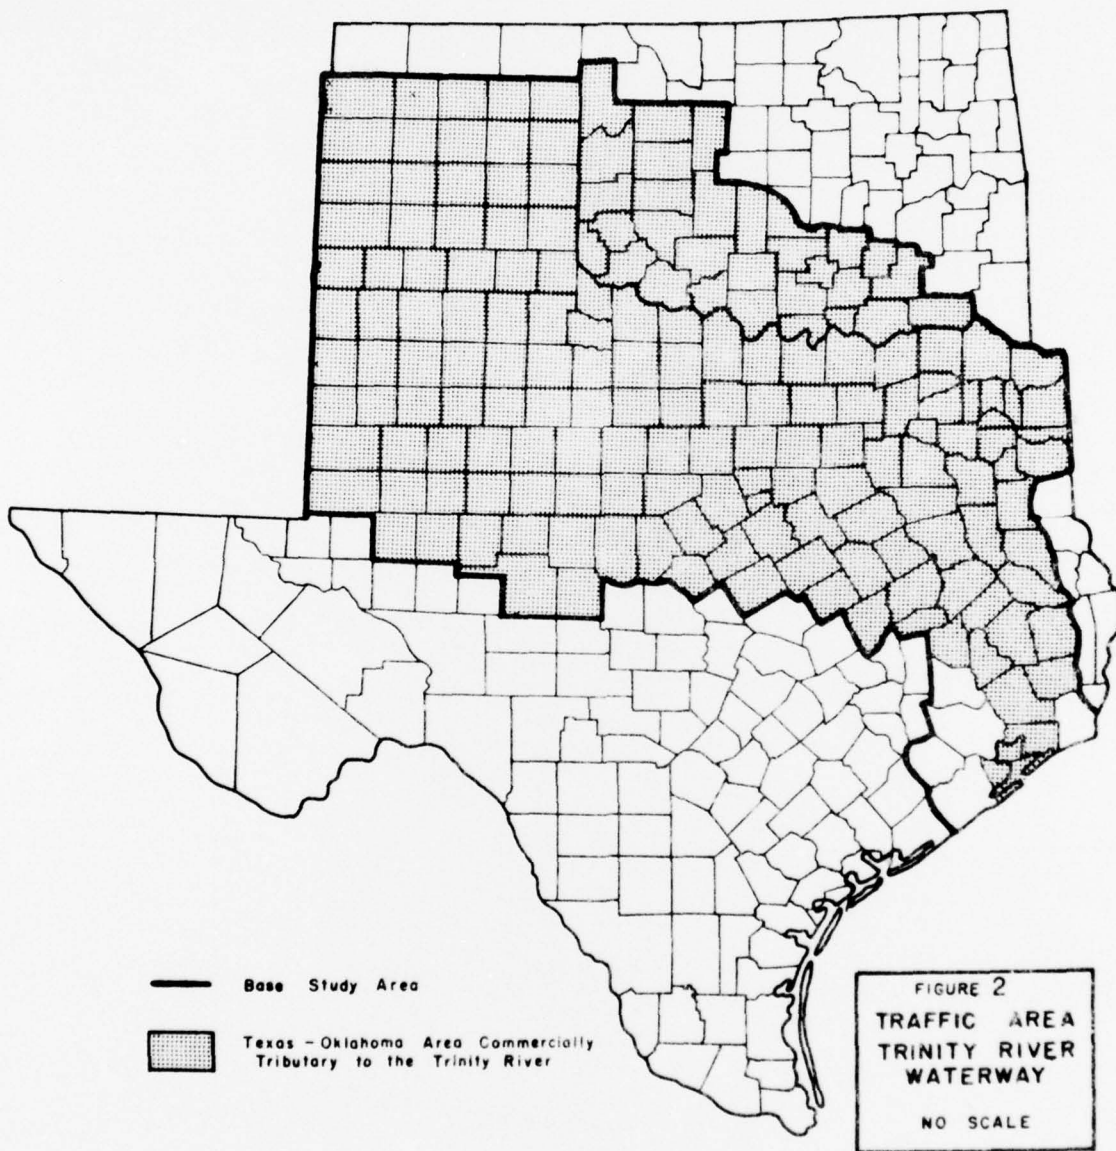 Base Study Area
Texas - Oklahoma Area Commercially
Tributary to the Trinity River
FIGURE 2
TRAFFIC AREA
TRINITY RIVER
WATERWAY
NO SCALE